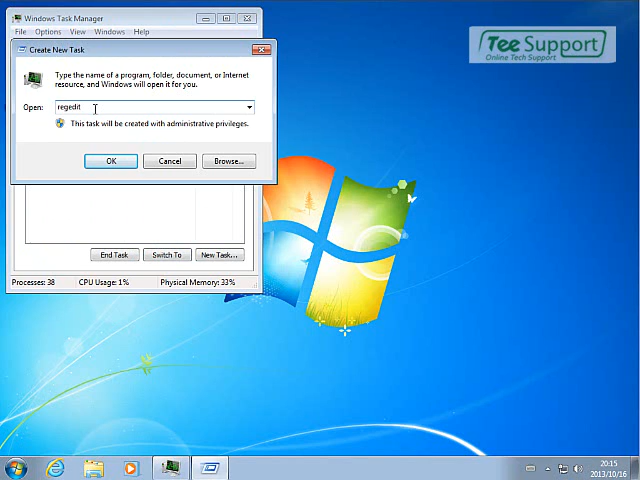 Windows Task Manager
File Options View Windows Help
Create New Task
Type the name of a program, folder, document, or Internet
resource, and Windows will open it for you.
Open: regedit
This task will be created with administrative privileges.
OK Cancel Browse...
End Task Switch To New Task...
Processes: 38 CPU Usage: 1% Physical Memory: 33%
Tee Support
Online Tech Support
20:15
2013/10/16